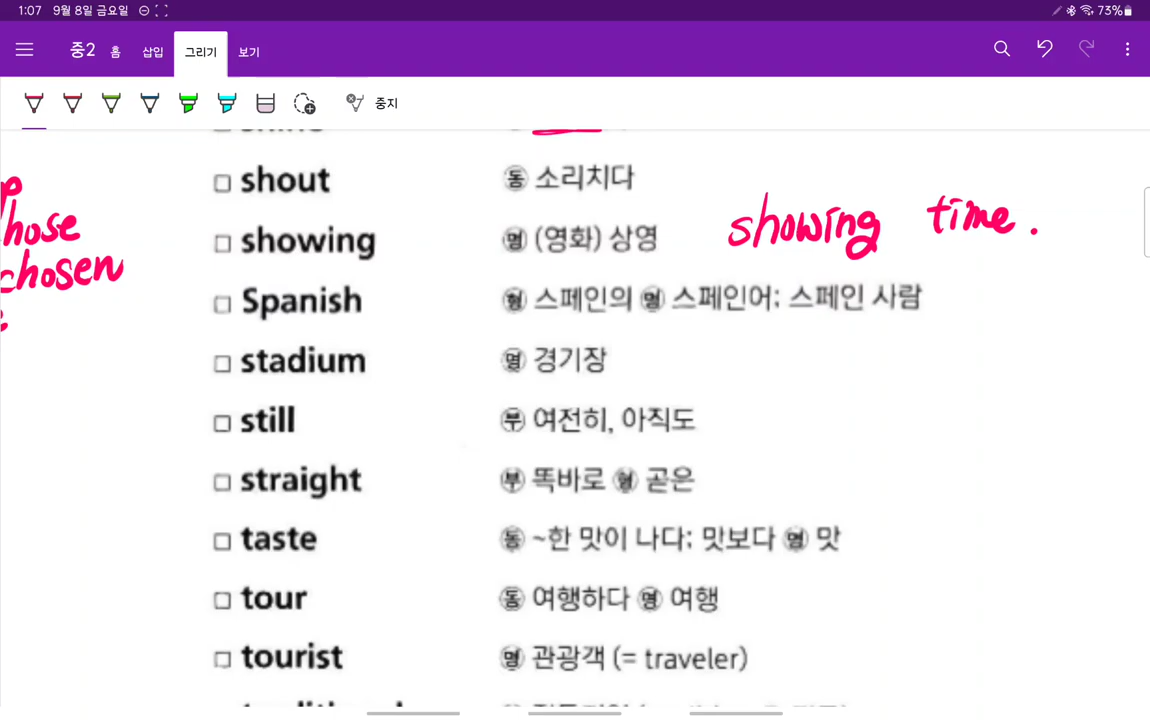 1:07 9월 8일 금요일 73%
중2 홈 삽입 그리기 보기
중지
shout 동 소리치다
hose
showing 명 (영화) 상영 showing time.
chosen
Spanish 형 스페인의 명 스페인어; 스페인 사람
stadium 명 경기장
still 부 여전히, 아직도
straight 부 똑바로 형 곧은
taste 동 ~한 맛이 나다; 맛보다 명 맛
tour 동 여행하다 명 여행
tourist 명 관광객 (= traveler)